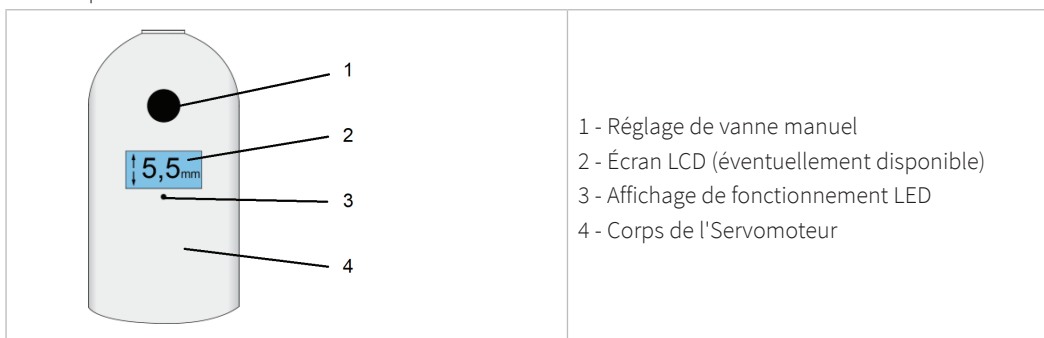 1
2
5,5mm
3
4
1 - Réglage de vanne manuel
2 - Écran LCD (éventuellement disponible)
3 - Affichage de fonctionnement LED
4 - Corps de l'Servomoteur